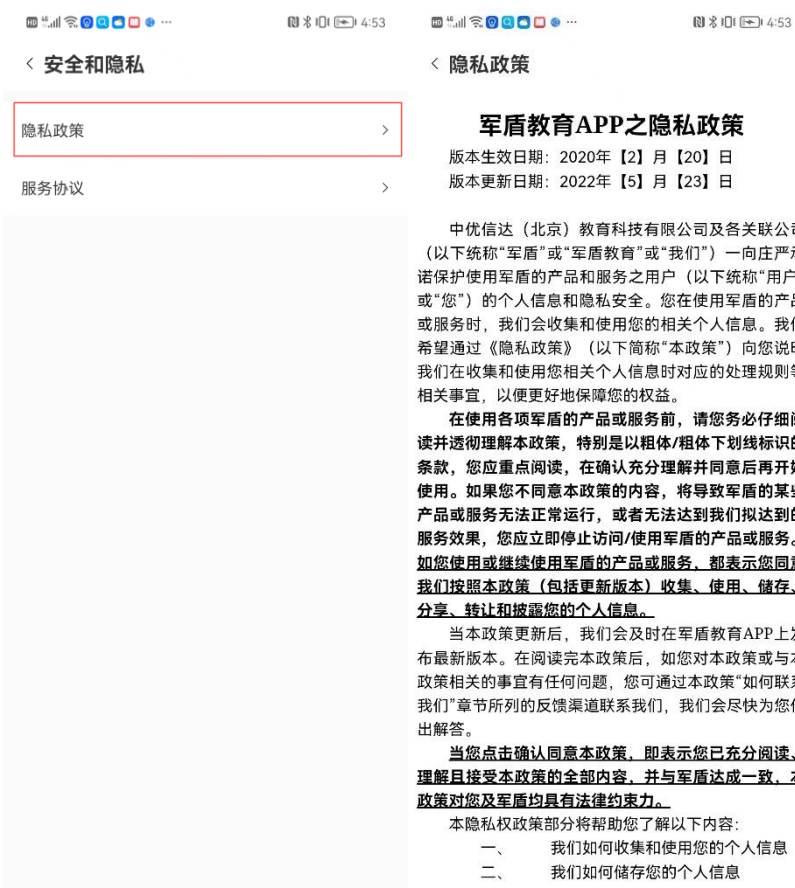 HD 46 4:53
安全和隐私
隐私政策
服务协议
HD 46 4:53
隐私政策
军盾教育APP之隐私政策
版本生效日期：2020年【2】月【20】日
版本更新日期：2022年【5】月【23】日
中优信达（北京）教育科技有限公司及各关联公司
（以下统称“军盾”或“军盾教育”或“我们”）一向庄严承
诺保护使用军盾的产品和服务之用户（以下统称“用户”
或“您”）的个人信息和隐私安全。您在使用军盾的产品
或服务时，我们会收集和使用您的相关个人信息。我们
希望通过《隐私政策》（以下简称“本政策”）向您说明
我们在收集和使用您相关个人信息时对应的处理规则等
相关事宜，以便更好地保障您的权益。
在使用各项军盾的产品或服务前，请您务必仔细阅
读并透彻理解本政策，特别是以粗体/粗体下划线标识的
条款，您应重点阅读，在确认充分理解并同意后再开始
使用。如果您不同意本政策的内容，将导致军盾的某些
产品或服务无法正常运行，或者无法达到我们拟达到的
服务效果，您应立即停止访问/使用军盾的产品或服务。
如您使用或继续使用军盾的产品或服务，都表示您同意
我们按照本政策（包括更新版本）收集、使用、储存、
分享、转让和披露您的个人信息。
当本政策更新后，我们会及时在军盾教育APP上发
布最新版本。在阅读完本政策后，如您对本政策或与本
政策相关的事宜有任何问题，您可通过本政策“如何联系
我们”章节所列的反馈渠道联系我们，我们会尽快为您作
出解答。
当您点击确认同意本政策，即表示您已充分阅读、
理解且接受本政策的全部内容，并与军盾达成一致，本
政策对您及军盾均具有法律约束力。
本隐私权政策部分将帮助您了解以下内容：
一、 我们如何收集和使用您的个人信息
二、 我们如何储存您的个人信息